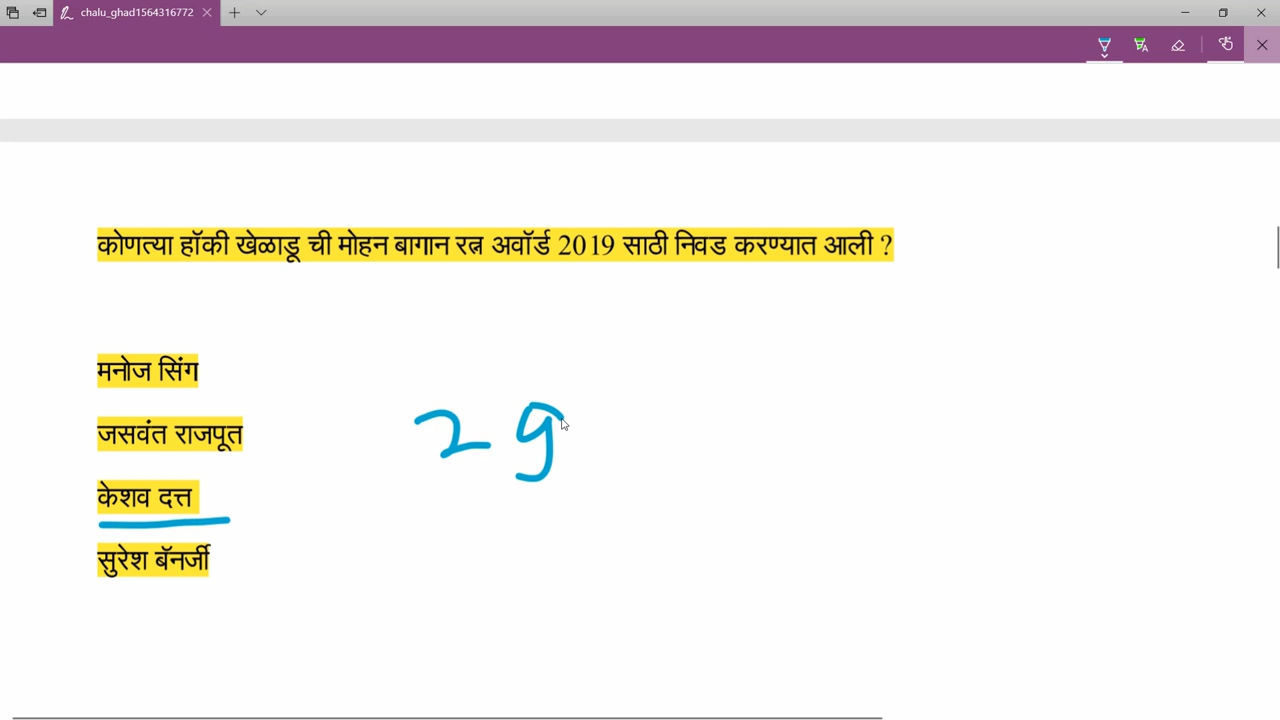 chalu_ghad1564316772
कोणत्या हॉकी खेळाडू ची मोहन बागान रत्न अवॉर्ड 2019 साठी निवड करण्यात आली ?
मनोज सिंग
जसवंत राजपूत
29
केशव दत्त
सुरेश बॅनर्जी